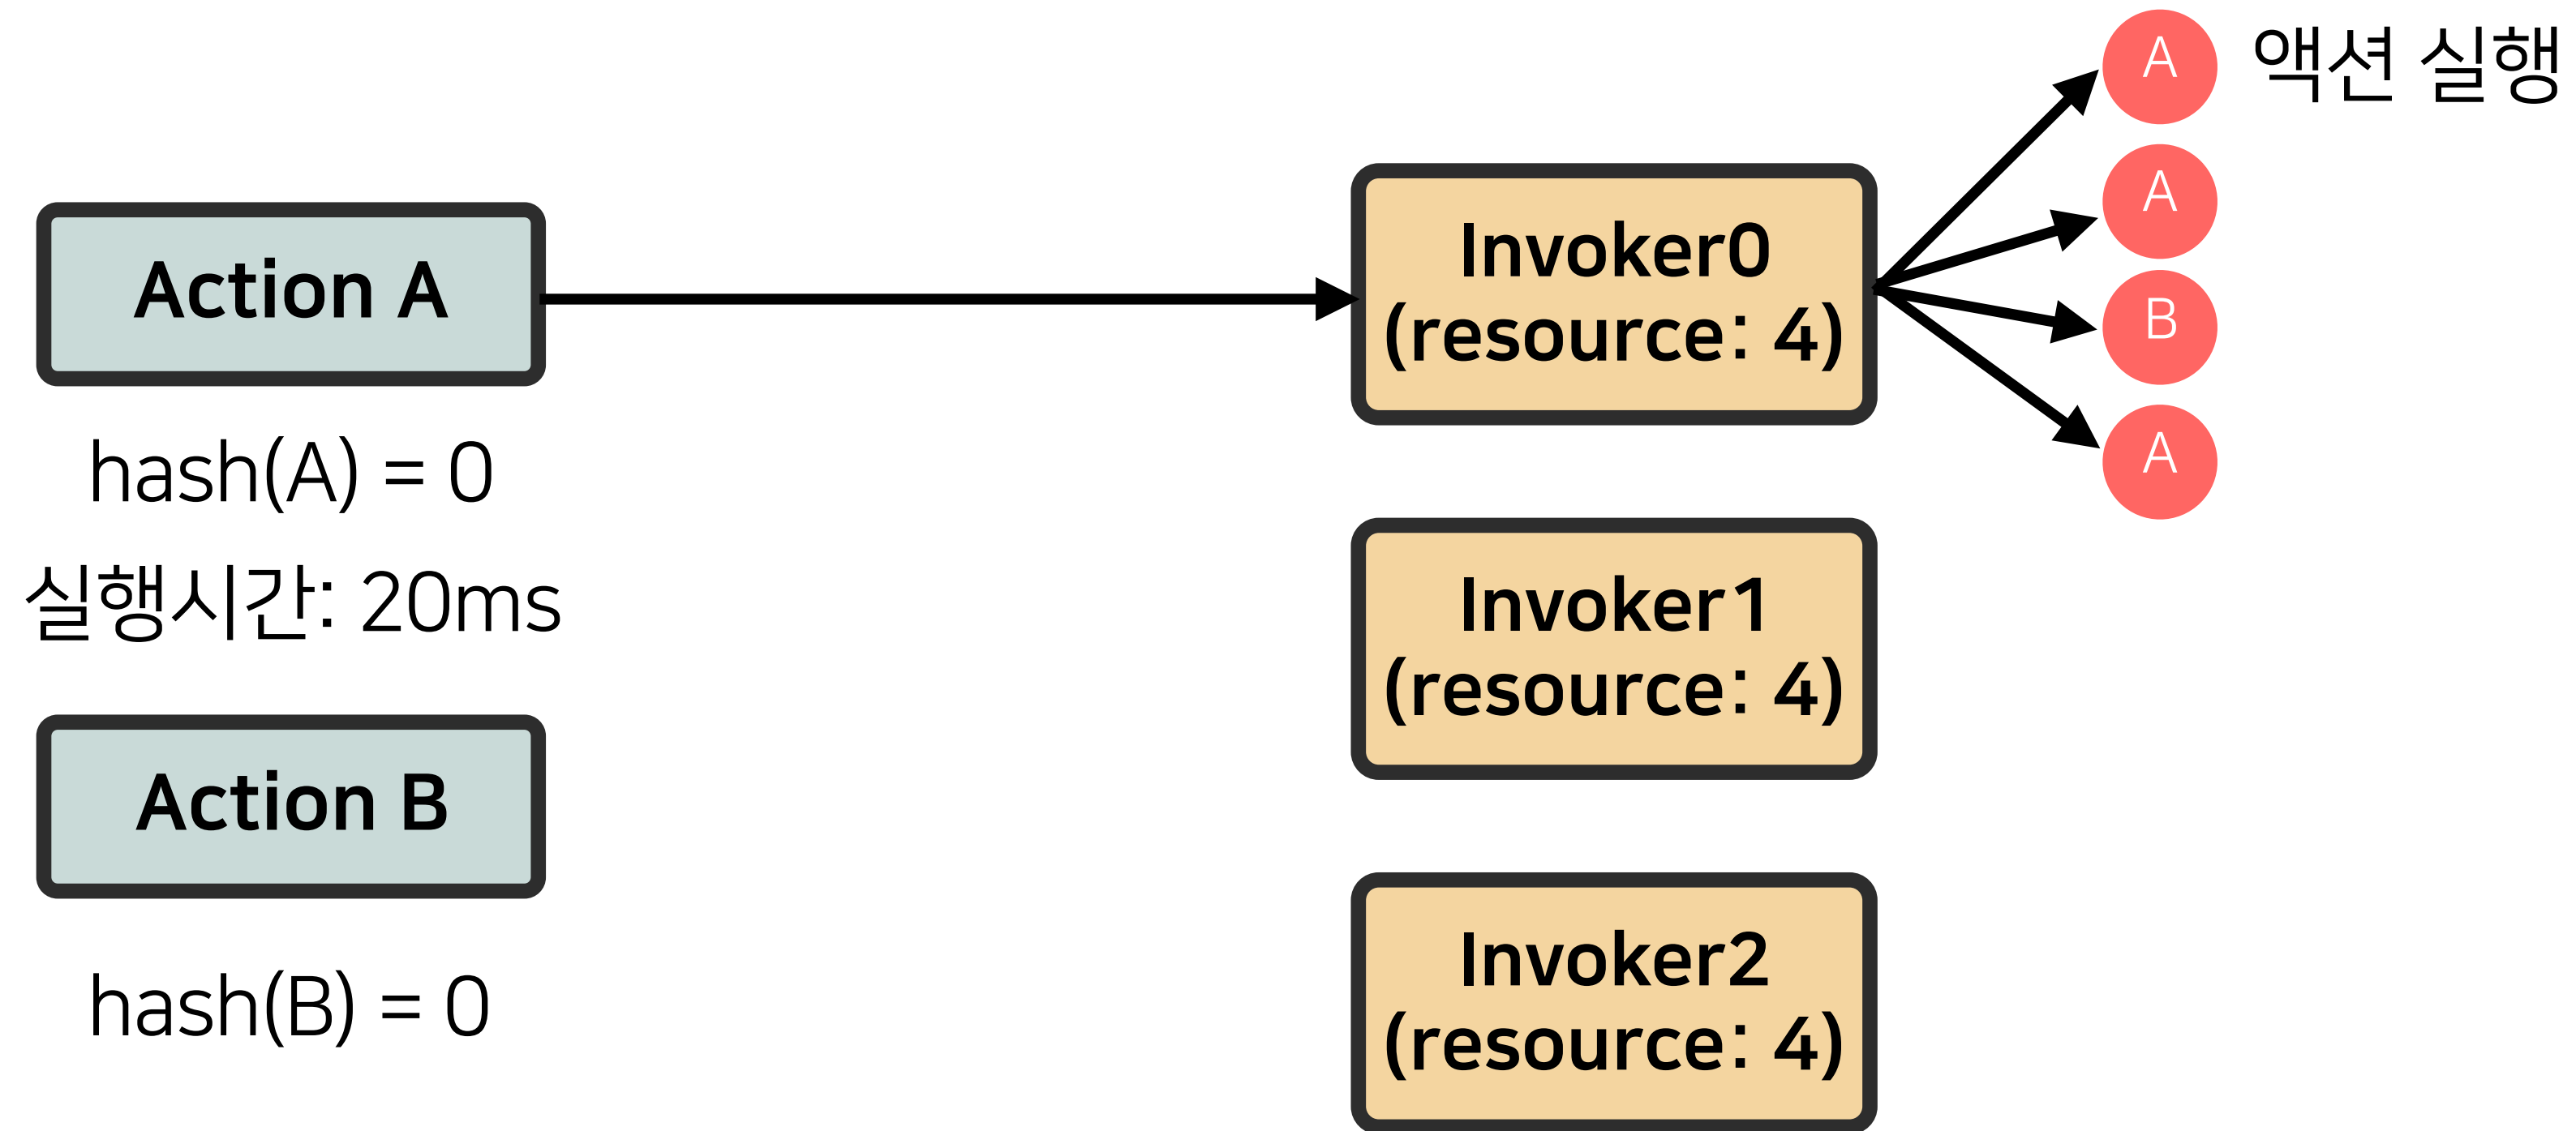 Action A
hash(A) = 0
실행시간: 20ms
Action B
hash(B) = 0
Invoker0
(resource: 4)
Invoker1
(resource: 4)
Invoker2
(resource: 4)
A
액션 실행
A
B
A